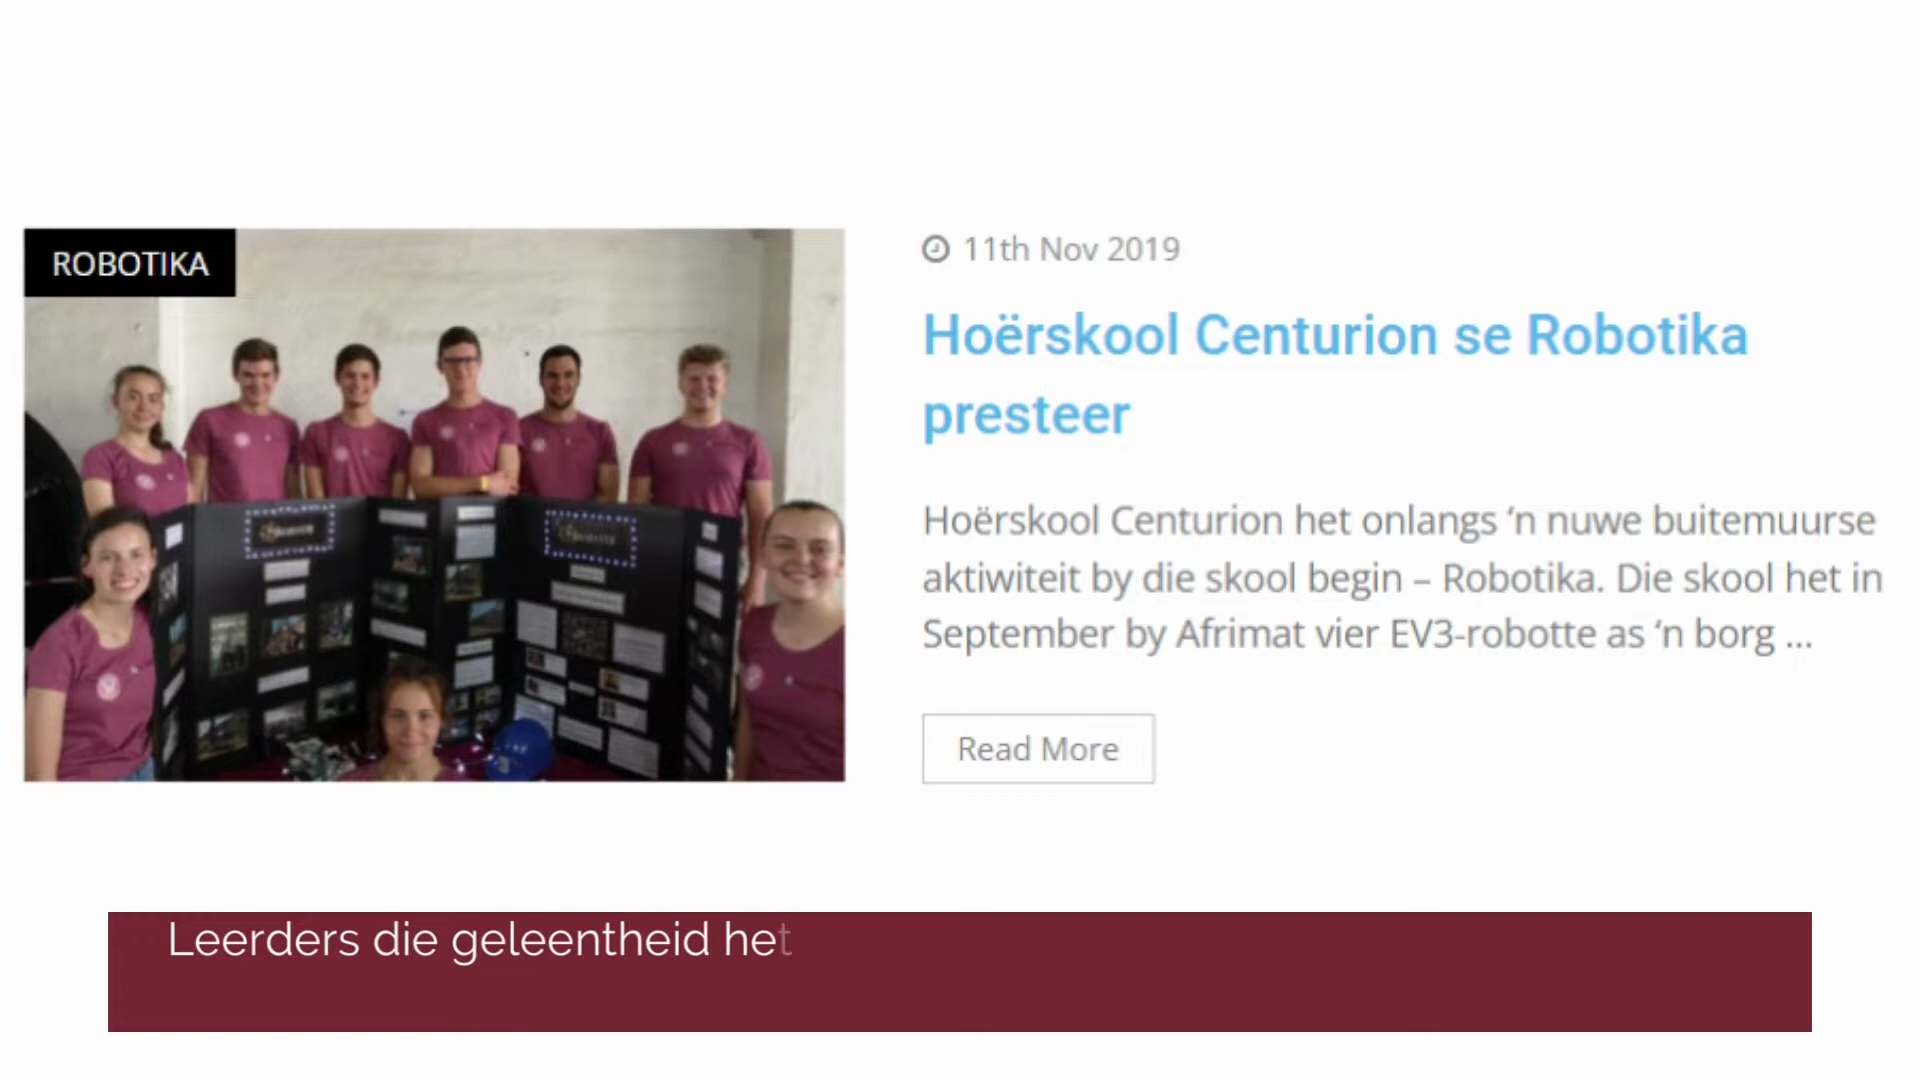 ROBOTIKA
11th Nov 2019
Hoërskool Centurion se Robotika
presteer
Hoërskool Centurion het onlangs ‘n nuwe buitemuurse
aktiwiteit by die skool begin – Robotika. Die skool het in
September by Afrimat vier EV3-robotte as ‘n borg ...
Read More
Leerders die geleentheid het